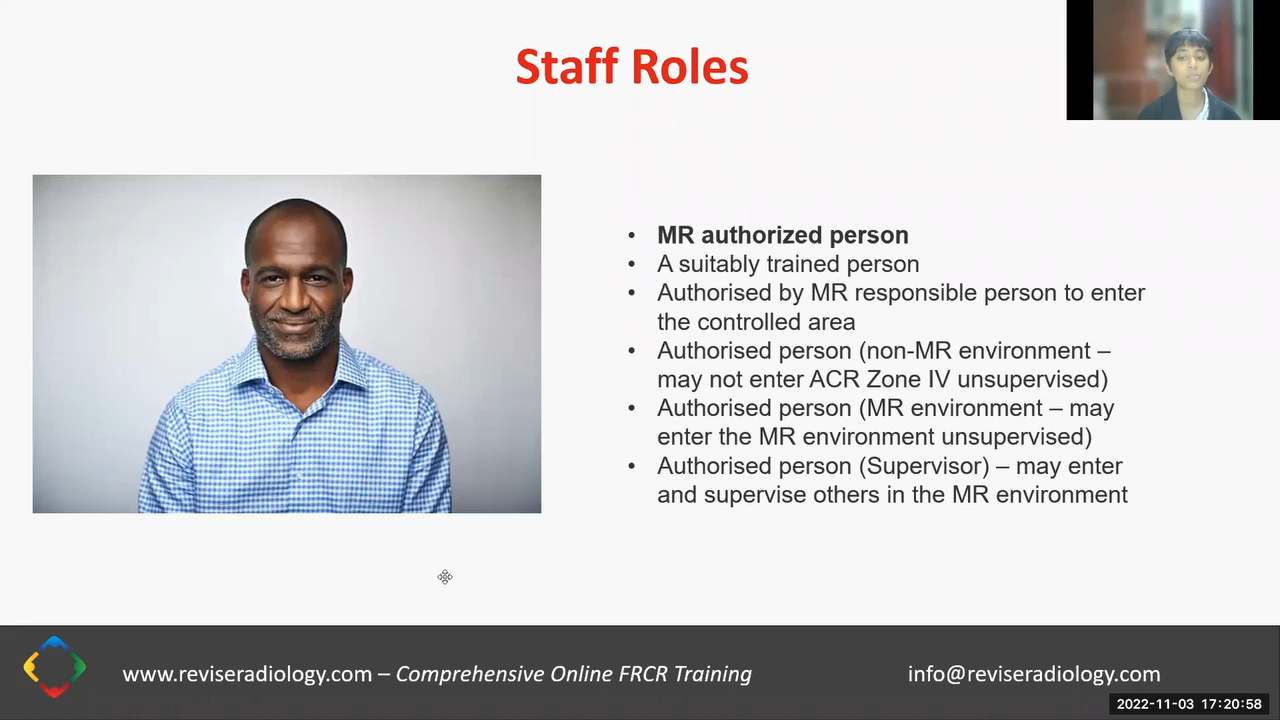 Staff Roles
• MR authorized person
• A suitably trained person
• Authorised by MR responsible person to enter
the controlled area
• Authorised person (non-MR environment –
may not enter ACR Zone IV unsupervised)
• Authorised person (MR environment – may
enter the MR environment unsupervised)
• Authorised person (Supervisor) – may enter
and supervise others in the MR environment
www.reviseradiology.com – Comprehensive Online FRCR Training
info@reviseradiology.com
2022-11-03 17:20:58